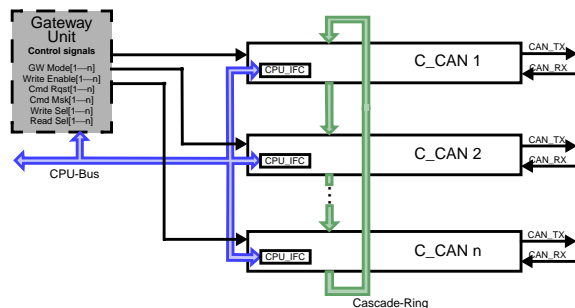 Gateway
Unit
Control signals
GW Mode[1—n]
Write Enable[1—n]
Cmd Rqst[1—n]
Cmd Msk[1—n]
Write Sel[1—n]
Read Sel[1—n]
CPU-Bus
C_CAN 1
CPU_IFC
CAN_TX
CAN_RX
C_CAN 2
CPU_IFC
CAN_TX
CAN_RX
C_CAN n
CPU_IFC
CAN_TX
CAN_RX
Cascade-Ring